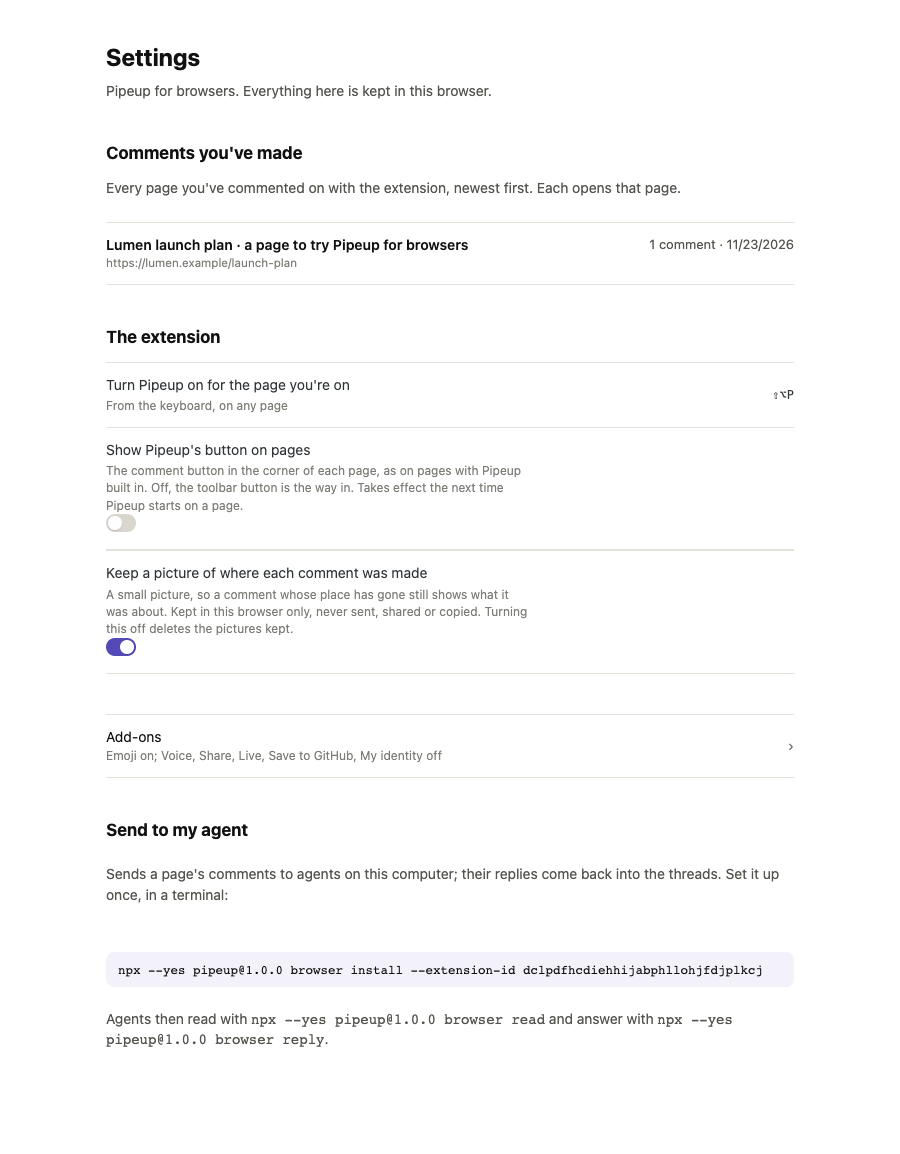 Settings
Pipeup for browsers. Everything here is kept in this browser.
Comments you've made
Every page you've commented on with the extension, newest first. Each opens that page.
Lumen launch plan · a page to try Pipeup for browsers
1 comment · 11/23/2026
https://lumen.example/launch-plan
The extension
Turn Pipeup on for the page you're on
From the keyboard, on any page
⇧⌥P
Show Pipeup's button on pages
The comment button in the corner of each page, as on pages with Pipeup
built in. Off, the toolbar button is the way in. Takes effect the next time
Pipeup starts on a page.
Keep a picture of where each comment was made
A small picture, so a comment whose place has gone still shows what it
was about. Kept in this browser only, never sent, shared or copied. Turning
this off deletes the pictures kept.
Add-ons
Emoji on; Voice, Share, Live, Save to GitHub, My identity off
›
Send to my agent
Sends a page's comments to agents on this computer; their replies come back into the threads. Set it up
once, in a terminal:
npx --yes pipeup@1.0.0 browser install --extension-id dclpdfhcdiehhijabphllohjfdjplkcj
Agents then read with npx --yes pipeup@1.0.0 browser read and answer with npx --yes
pipeup@1.0.0 browser reply.